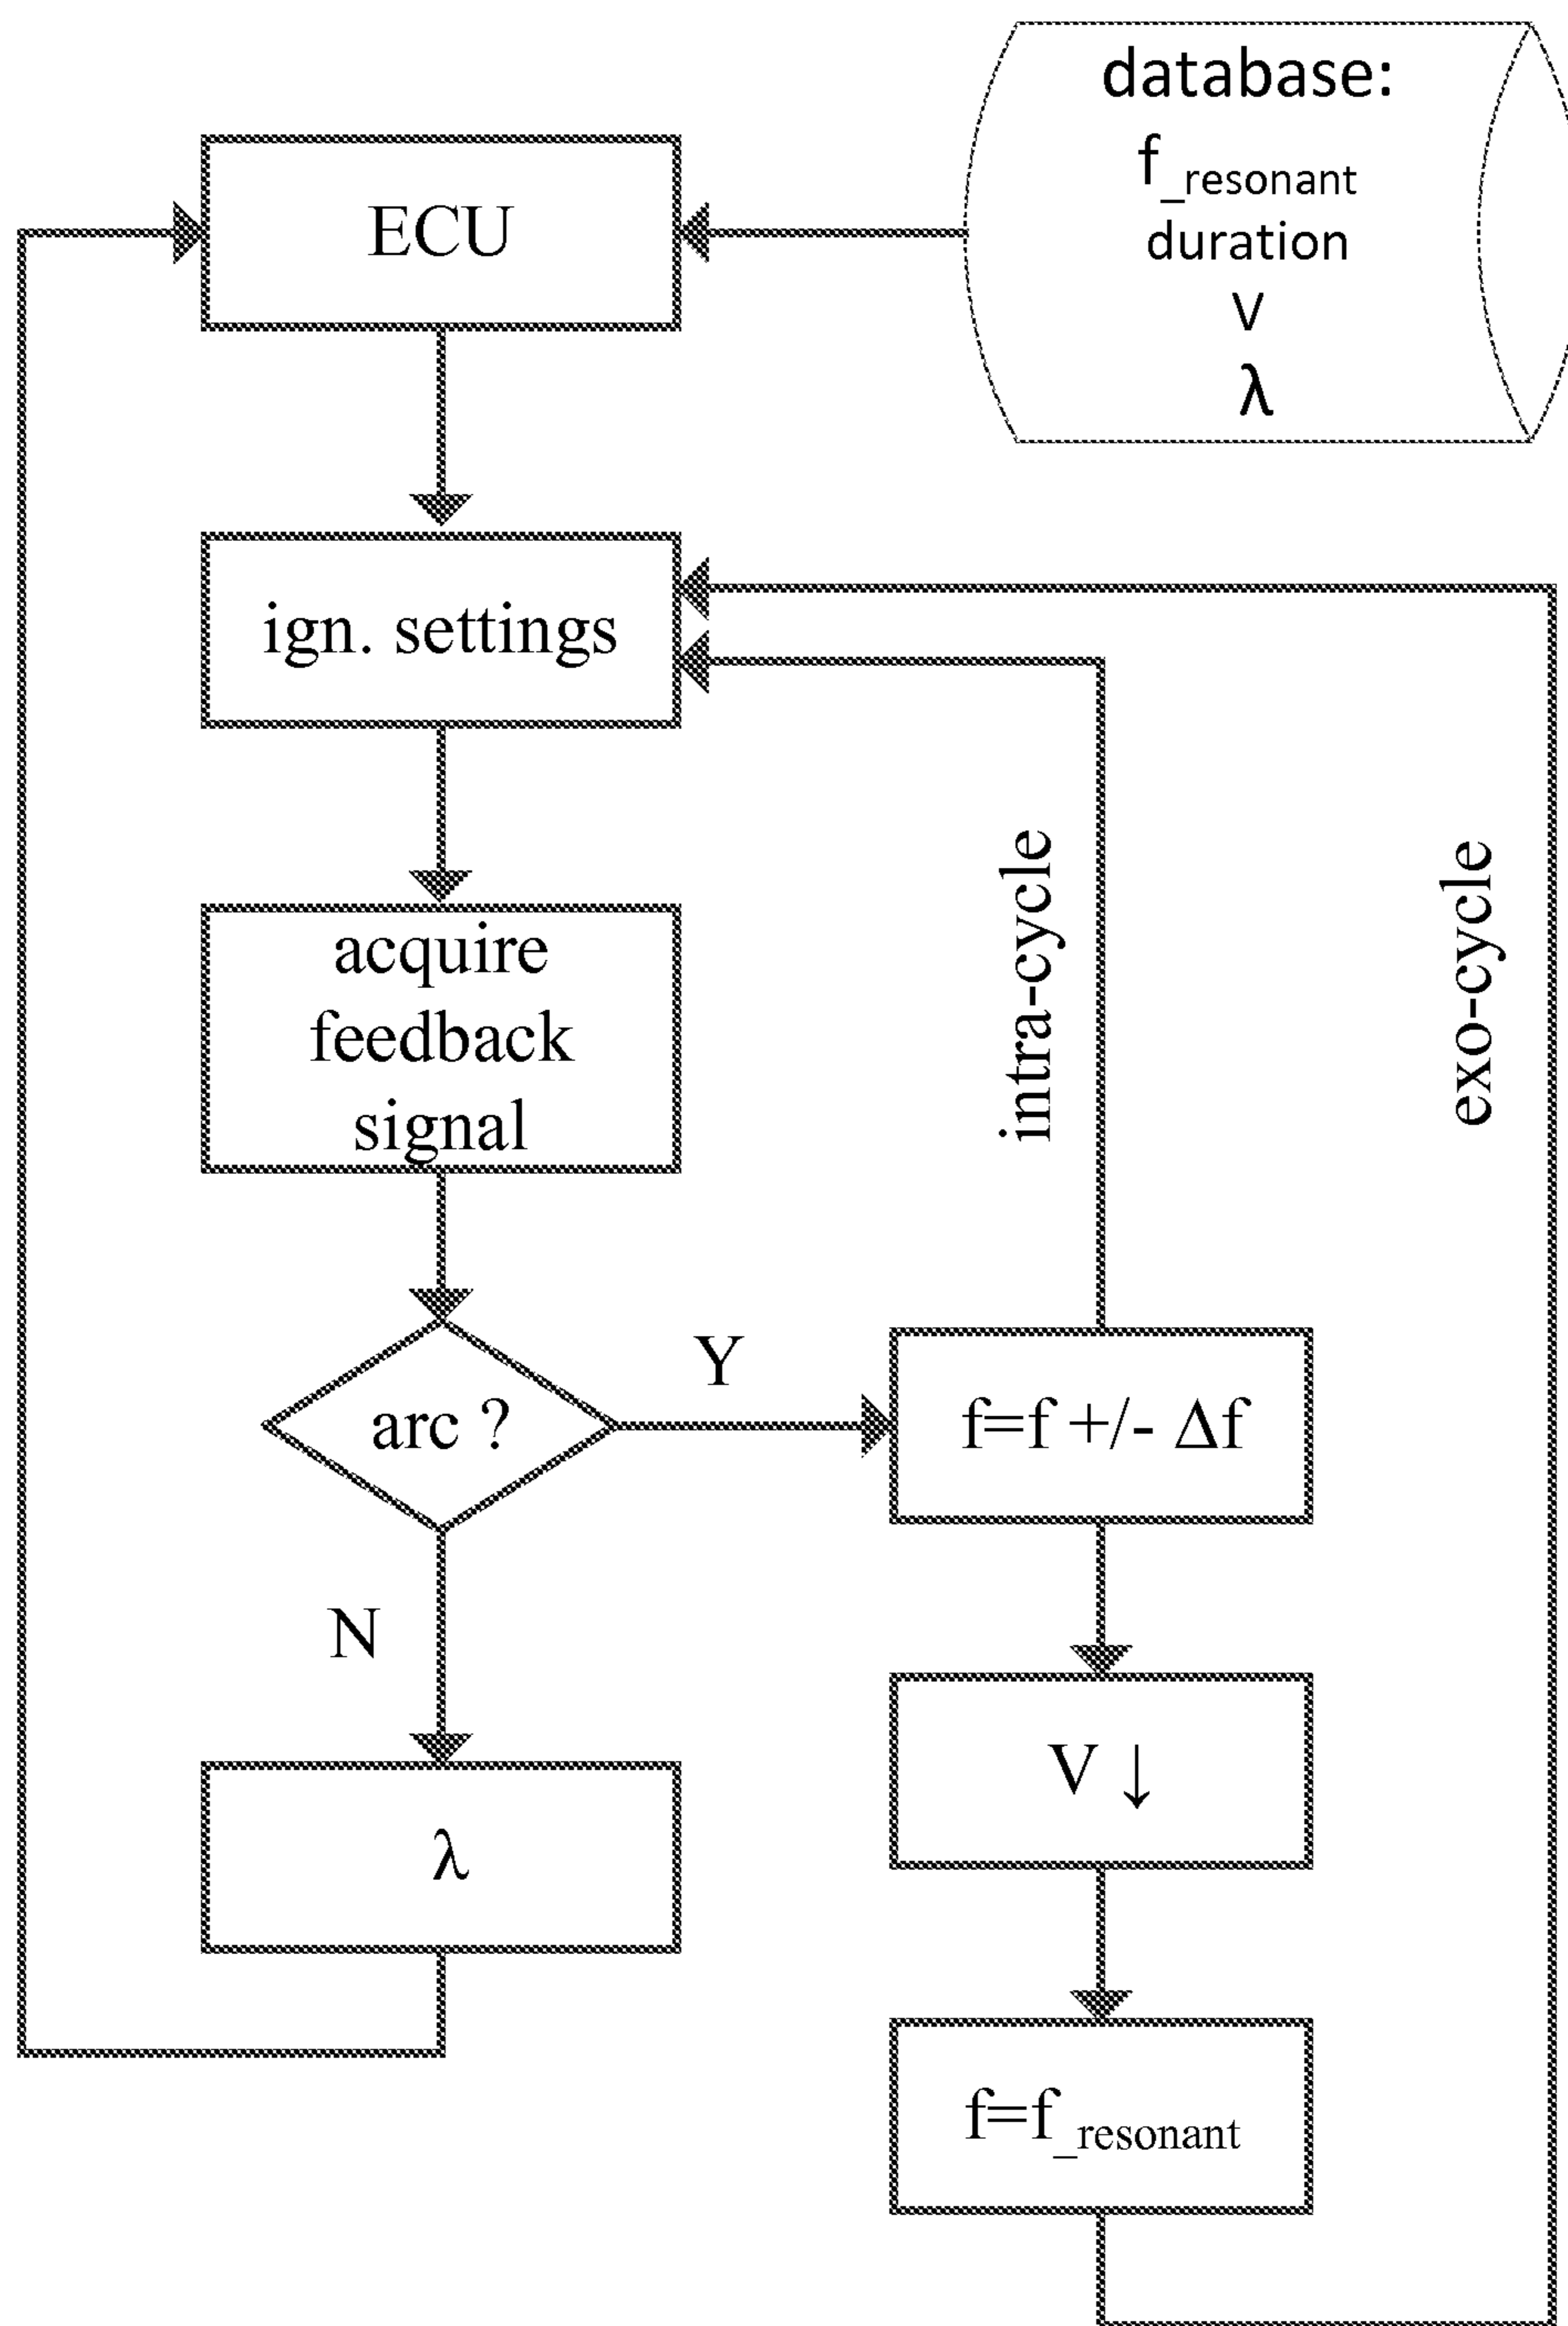 database:
f_resonant
duration
V
λ
ECU
ign. settings
acquire
feedback
signal
intra-cycle
exo-cycle
arc ?
Y
f=f +/- Δf
N
V ↓
λ
f=f_resonant